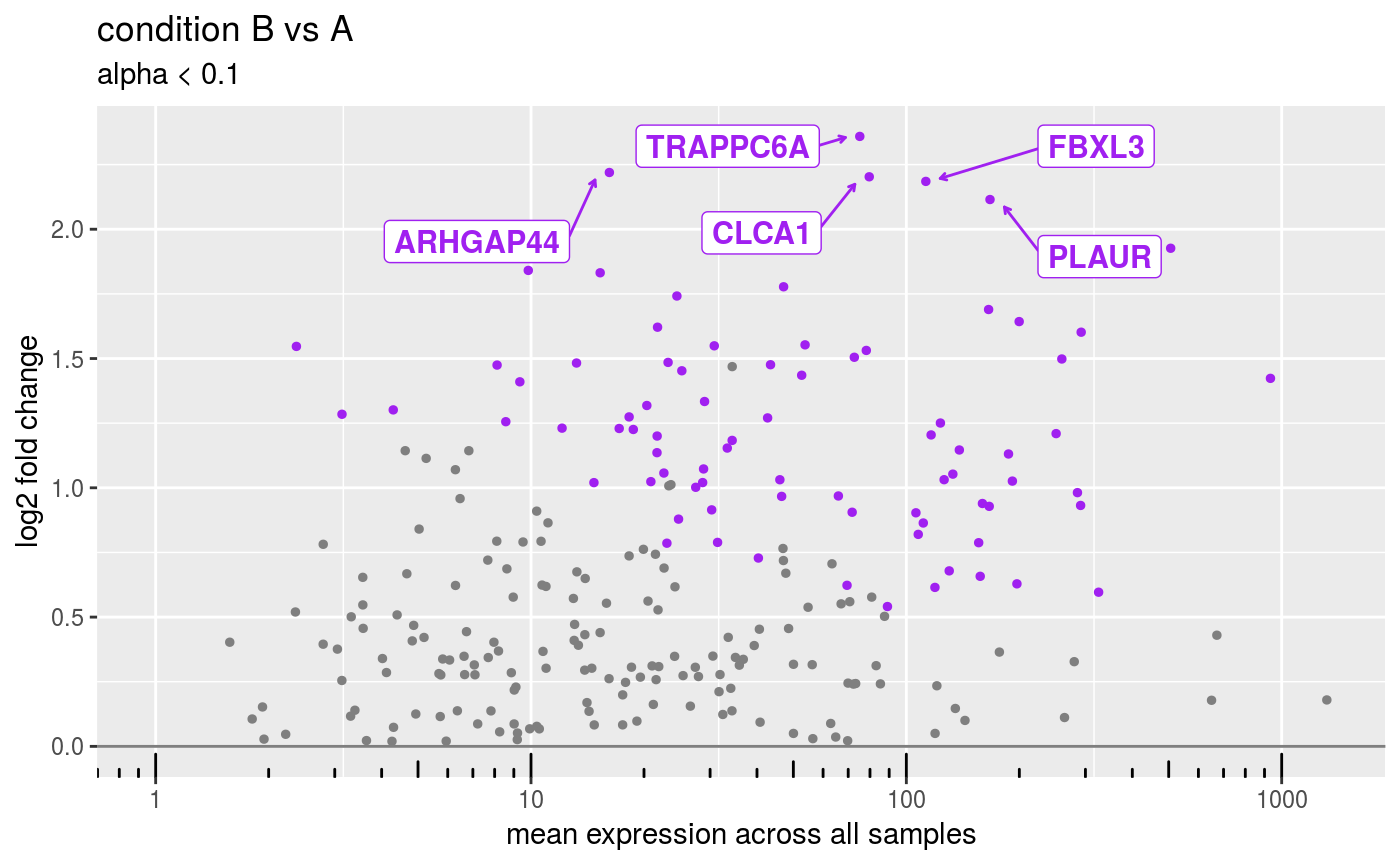 condition B vs A
alpha < 0.1
TRAPPC6A
FBXL3
ARHGAP44
CLCA1
PLAUR
log2 fold change
2.0
1.5
1.0
0.5
0.0
1
10
100
1000
mean expression across all samples